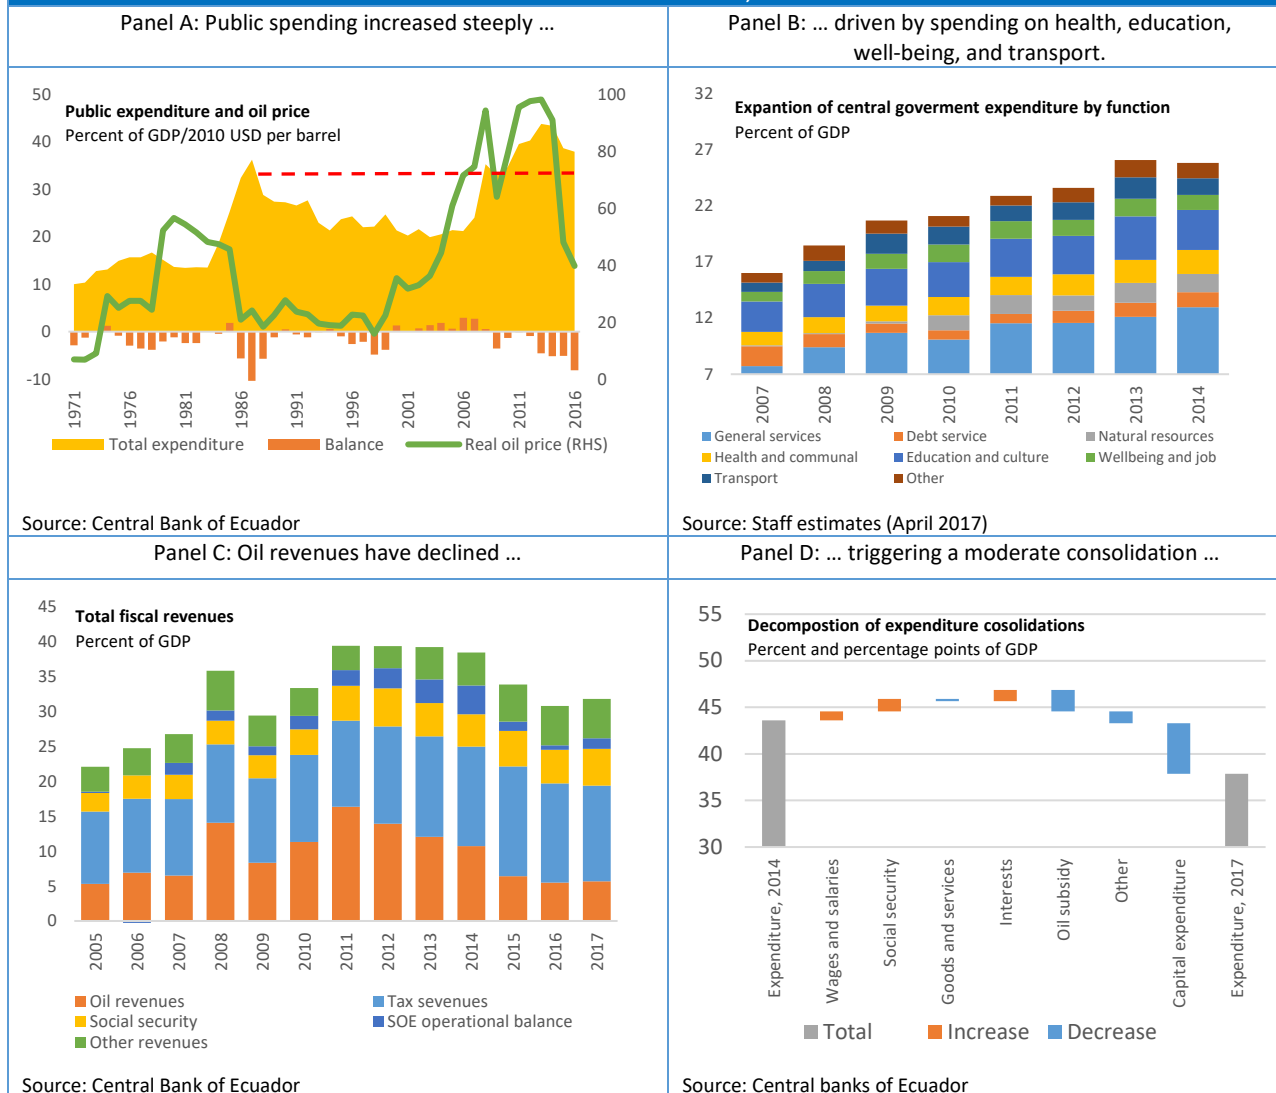 Panel A: Public spending increased steeply …
Panel B: … driven by spending on health, education,
well-being, and transport.
Public expenditure and oil price
Percent of GDP/2010 USD per barrel
50
40
30
20
10
0
-10
100
80
60
40
20
0
1971
1976
1981
1986
1991
1996
2001
2006
2011
2016
Total expenditure
Balance
Real oil price (RHS)
Source: Central Bank of Ecuador
Expantion of central goverment expenditure by function
Percent of GDP
32
27
22
17
12
7
2007
2008
2009
2010
2011
2012
2013
2014
General services
Debt service
Natural resources
Health and communal
Education and culture
Wellbeing and job
Transport
Other
Source: Staff estimates (April 2017)
Panel C: Oil revenues have declined …
Panel D: … triggering a moderate consolidation …
Total fiscal revenues
Percent of GDP
45
40
35
30
25
20
15
10
5
0
2005
2006
2007
2008
2009
2010
2011
2012
2013
2014
2015
2016
2017
Oil revenues
Tax sevenues
Social security
SOE operational balance
Other revenues
Source: Central Bank of Ecuador
Decompostion of expenditure cosolidations
Percent and percentage points of GDP
55
50
45
40
35
30
Expenditure, 2014
Wages and salaries
Social security
Goods and services
Interests
Oil subsidy
Other
Capital expenditure
Expenditure, 2017
Total
Increase
Decrease
Source: Central banks of Ecuador